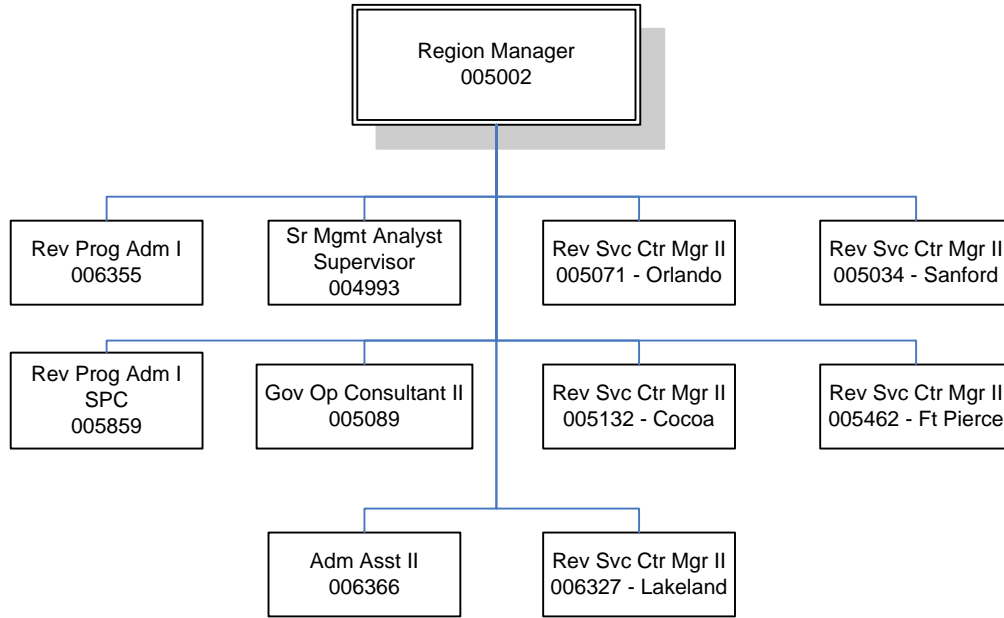 Region Manager
005002
Rev Prog Adm I
006355
Sr Mgmt Analyst
Supervisor
004993
Rev Svc Ctr Mgr II
005071 - Orlando
Rev Svc Ctr Mgr II
005034 - Sanford
Rev Prog Adm I
SPC
005859
Gov Op Consultant II
005089
Rev Svc Ctr Mgr II
005132 - Cocoa
Rev Svc Ctr Mgr II
005462 - Ft Pierce
Adm Asst II
006366
Rev Svc Ctr Mgr II
006327 - Lakeland